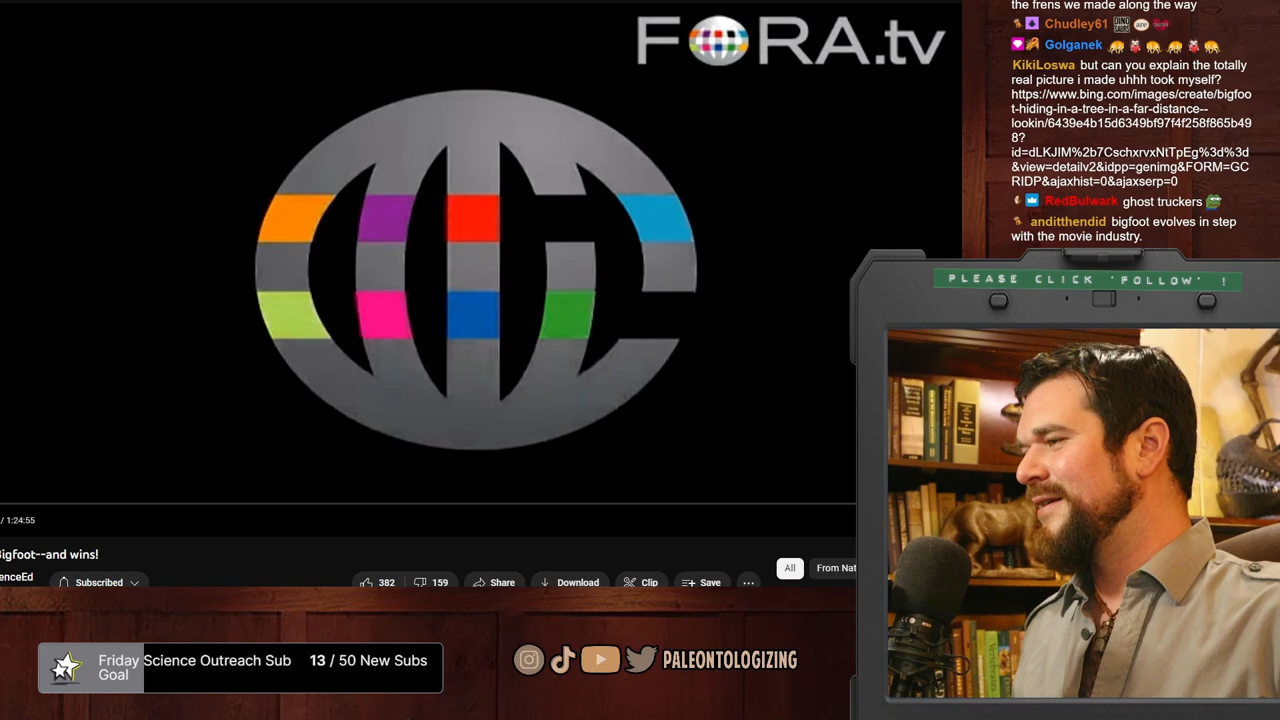 FORA.tv
/ 1:24:55
Bigfoot--and wins!
enceEd
Subscribed
382
159
Share
Download
Clip
Save
All
From Nat
Friday Science Outreach Sub
Goal
13 / 50 New Subs
PALEONTOLOGIZING
the frens we made along the way
Chudley61
are
Golganek
KikiLoswa but can you explain the totally
real picture i made uhhh took myself?
https://www.bing.com/images/create/bigfoo
t-hiding-in-a-tree-in-a-far-distance--
lookin/6439e4b15d6349bf97f4f258f865b49
8?
id=dLKJIM%2b7CschxrvxNtTpEg%3d%3d
&view=detailv2&idpp=genimg&FORM=GC
RIDP&ajaxhist=0&ajaxserp=0
RedBulwark ghost truckers
anditthendid bigfoot evolves in step
with the movie industry.
PLEASE CLICK 'FOLLOW' !